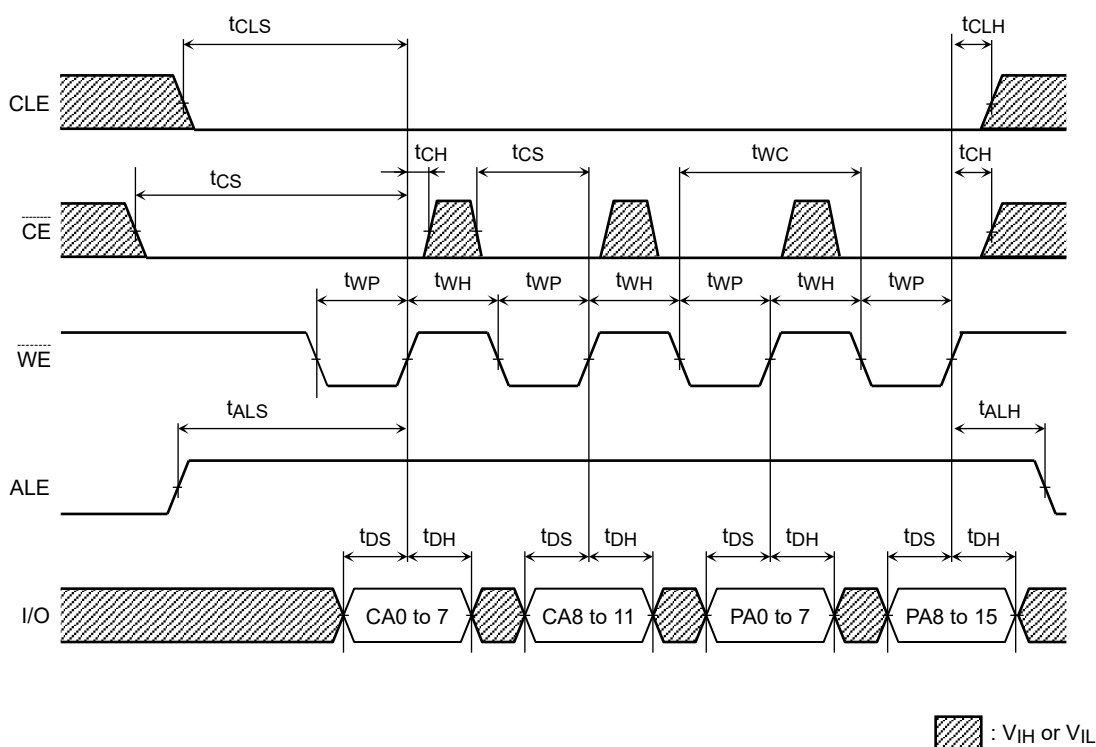 tCLS
tCLH
CLE
tCH
tCS
tWC
tCH
tCS
CE
tWP
tWH
tWP
tWH
tWP
tWH
tWP
WE
tALS
tALH
ALE
tDS
tDH
tDS
tDH
tDS
tDH
tDS
tDH
I/O
CA0 to 7
CA8 to 11
PA0 to 7
PA8 to 15
: VIH or VIL